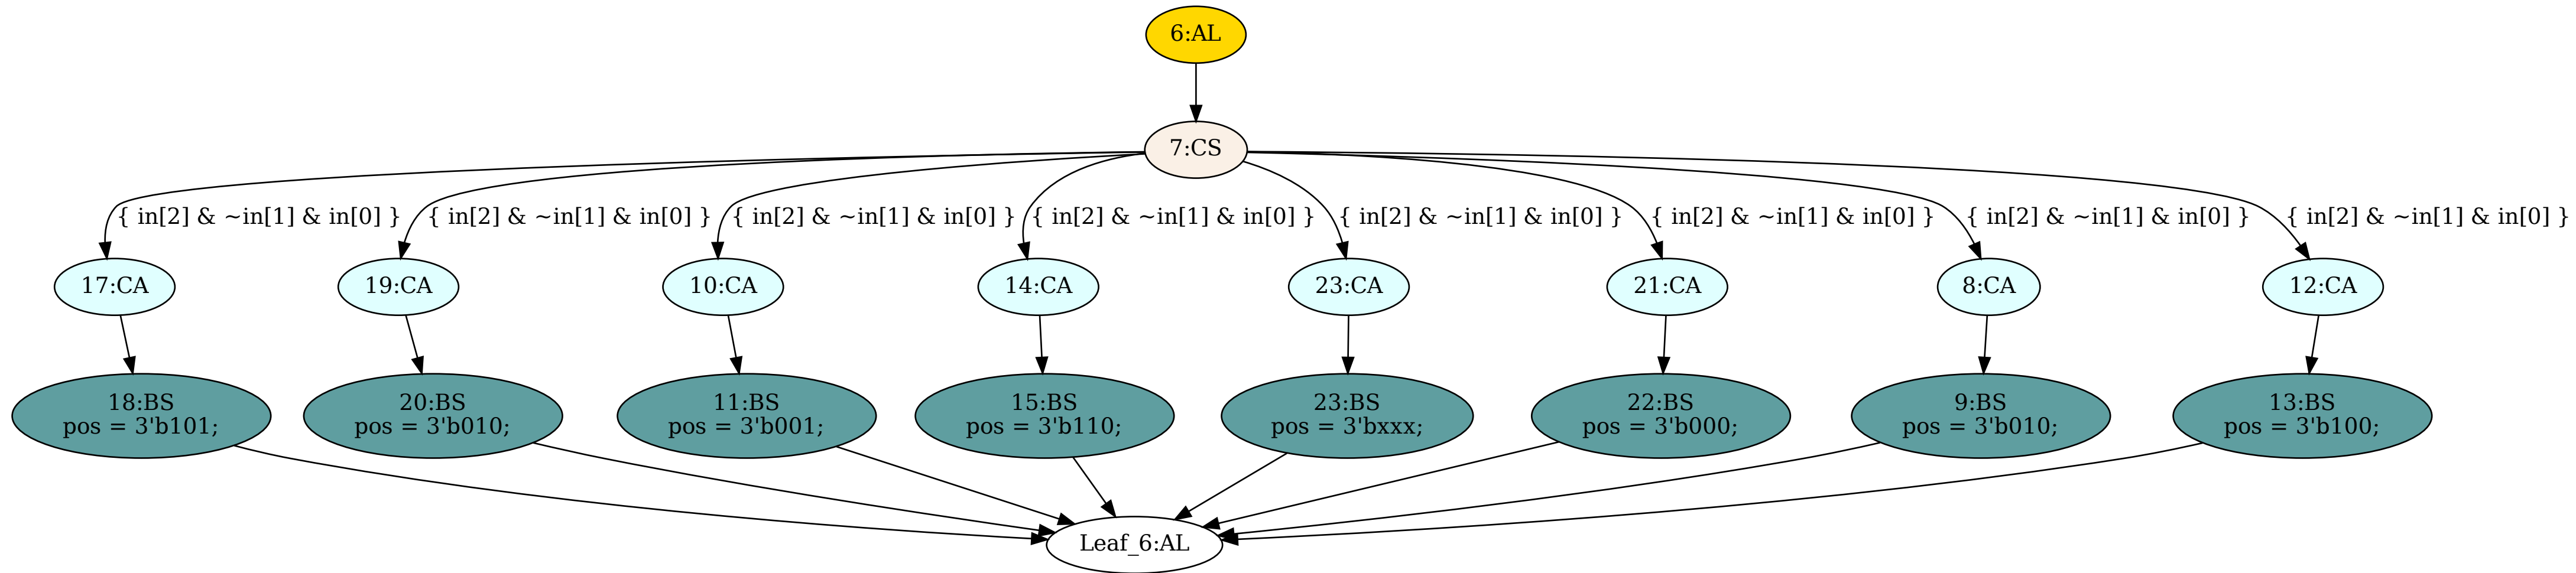 6:AL
7:CS
{ in[2] & ~in[1] & in[0] }
{ in[2] & ~in[1] & in[0] }
{ in[2] & ~in[1] & in[0] }
{ in[2] & ~in[1] & in[0] }
{ in[2] & ~in[1] & in[0] }
{ in[2] & ~in[1] & in[0] }
{ in[2] & ~in[1] & in[0] }
{ in[2] & ~in[1] & in[0] }
17:CA
19:CA
10:CA
14:CA
23:CA
21:CA
8:CA
12:CA
18:BS
pos = 3'b101;
20:BS
pos = 3'b010;
11:BS
pos = 3'b001;
15:BS
pos = 3'b110;
23:BS
pos = 3'bxxx;
22:BS
pos = 3'b000;
9:BS
pos = 3'b010;
13:BS
pos = 3'b100;
Leaf_6:AL